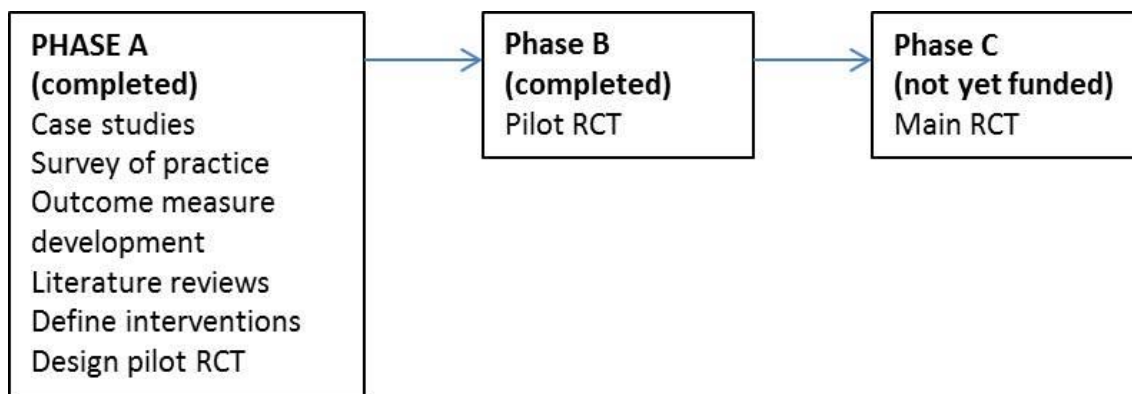 PHASE A
(completed)
Case studies
Survey of practice
Outcome measure
development
Literature reviews
Define interventions
Design pilot RCT
Phase B
(completed)
Pilot RCT
Phase C
(not yet funded)
Main RCT